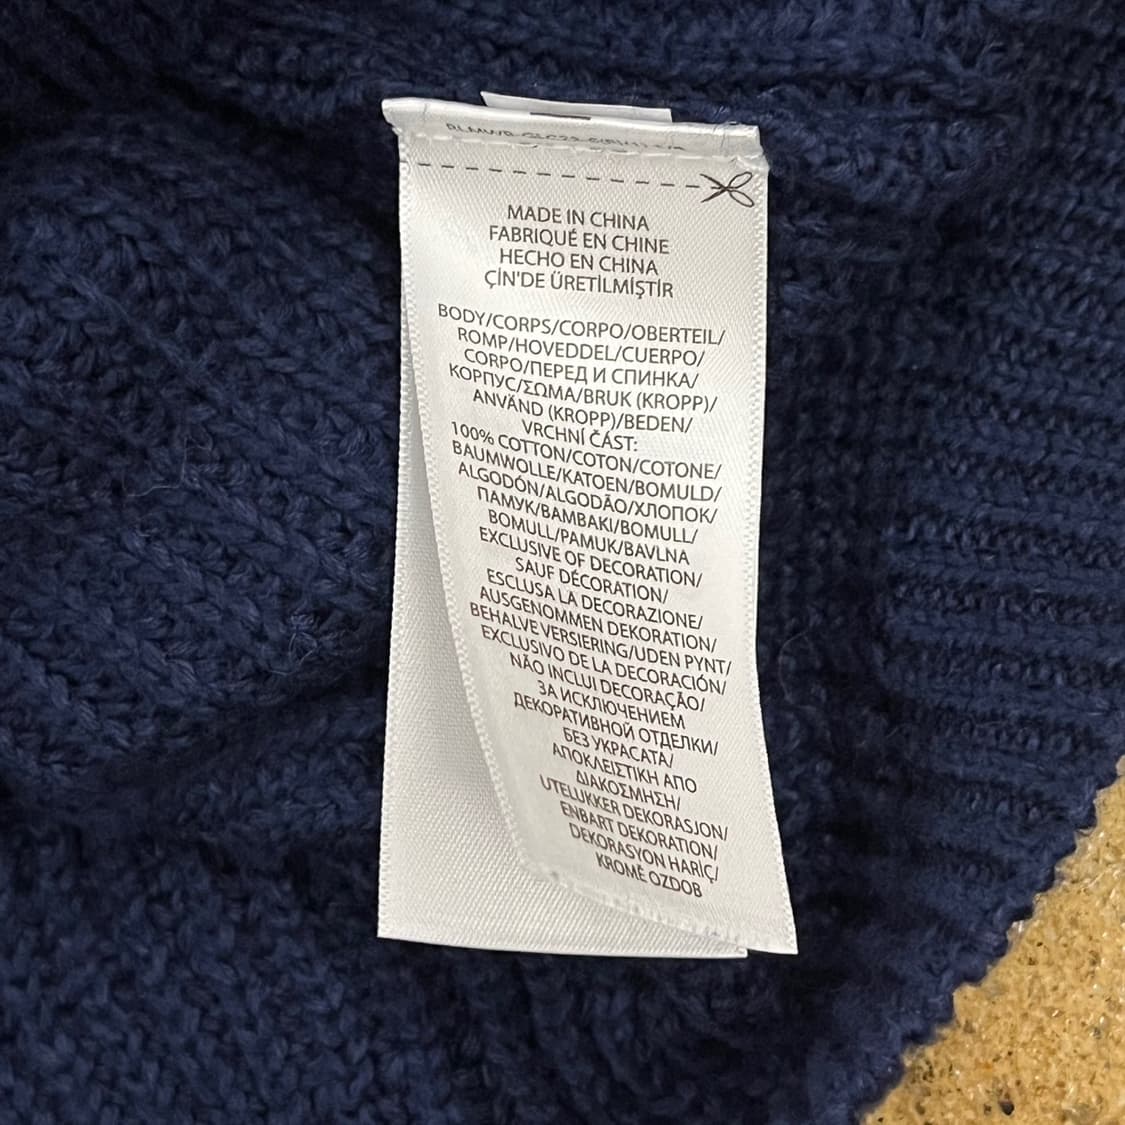 MADE IN CHINA
FABRIQUÉ EN CHINE
HECHO EN CHINA
ÇİN'DE ÜRETİLMİŞTİR
BODY/CORPS/CORPO/OBERTEIL/
ROMP/HOVEDDEL/CUERPO/
CORPO/ПЕРЕД И СПИНКА/
КОРПУС/ΣΩΜΑ/BRUK (KROPP)/
ANVÄND (KROPP)/BEDEN/
VRCHNÍ ČÁST:
100% COTTON/COTON/COTONE/
BAUMWOLLE/KATOEN/BOMULD/
ALGODÓN/ALGODÃO/ХЛОПОК/
ПАМУК/ΒΑΜΒΑΚΙ/BOMULL/
BOMULL/PAMUK/BAVLNA
EXCLUSIVE OF DECORATION/
SAUF DÉCORATION/
ESCLUSA LA DECORAZIONE/
AUSGENOMMEN DEKORATION/
BEHALVE VERSIERING/UDEN PYNT/
EXCLUSIVO DE LA DECORACIÓN/
NÃO INCLUI DECORAÇÃO/
ЗА ИСКЛЮЧЕНИЕМ
ДЕКОРАТИВНОЙ ОТДЕЛКИ/
БЕЗ УКРАСАТА/
ΑΠΟΚΛΕΙΣΤΙΚΗ ΑΠΟ
ΔΙΑΚΟΣΜΗΣΗ/
UTELUKKER DEKORASJON/
ENBART DEKORATION/
DEKORASYON HARİÇ/
KROMĚ OZDOB